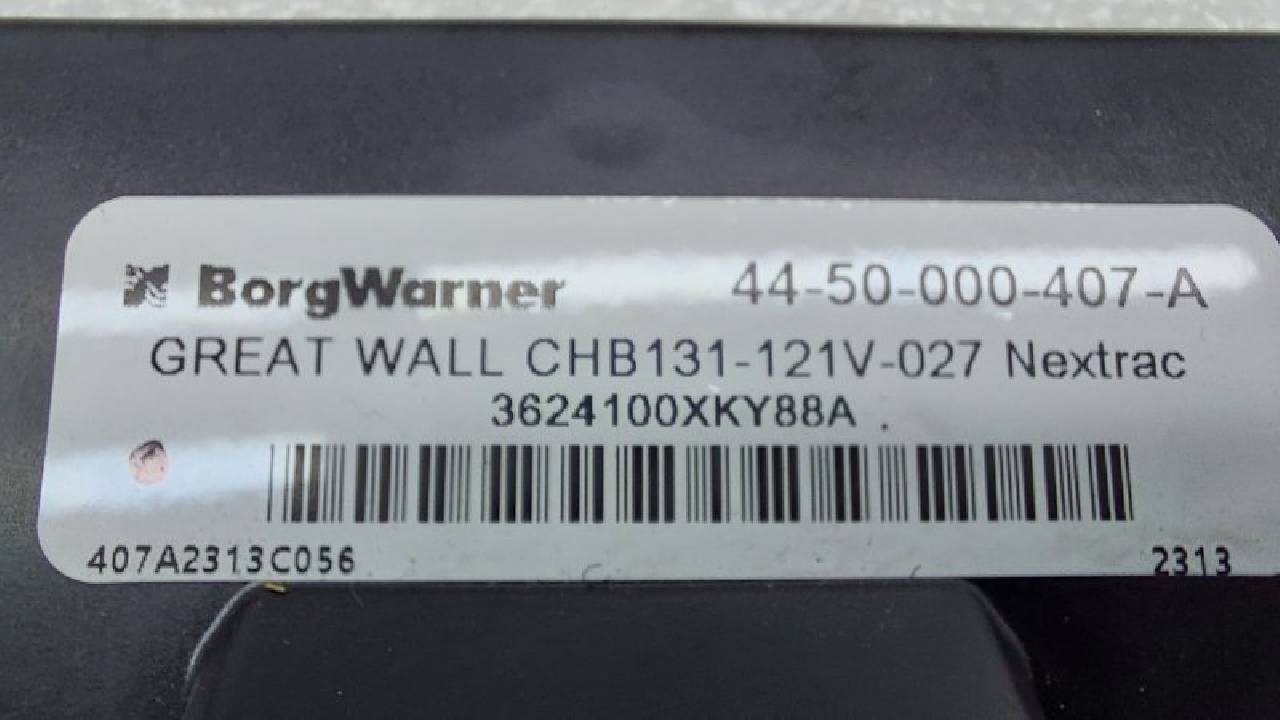 BorgWarner 44-50-000-407-A
GREAT WALL CHB131-121V-027 Nextrac
3624100XKY88A
407A2313C056 2313